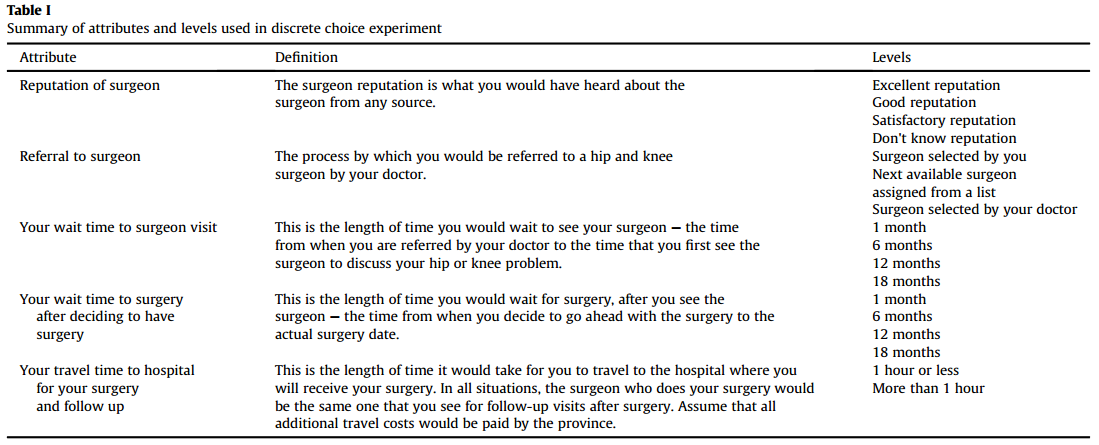 Table I
Summary of attributes and levels used in discrete choice experiment
Attribute Definition Levels
Reputation of surgeon The surgeon reputation is what you would have heard about the Excellent reputation
surgeon from any source. Good reputation
Satisfactory reputation
Don't know reputation
Referral to surgeon The process by which you would be referred to a hip and knee Surgeon selected by you
surgeon by your doctor. Next available surgeon
assigned from a list
Surgeon selected by your doctor
Your wait time to surgeon visit This is the length of time you would wait to see your surgeon — the time 1 month
from when you are referred by your doctor to the time that you first see the 6 months
surgeon to discuss your hip or knee problem. 12 months
18 months
Your wait time to surgery This is the length of time you would wait for surgery, after you see the 1 month
after deciding to have surgeon — the time from when you decide to go ahead with the surgery to the 6 months
surgery actual surgery date. 12 months
18 months
Your travel time to hospital This is the length of time it would take for you to travel to the hospital where you 1 hour or less
for your surgery will receive your surgery. In all situations, the surgeon who does your surgery would More than 1 hour
and follow up be the same one that you see for follow-up visits after surgery. Assume that all
additional travel costs would be paid by the province.